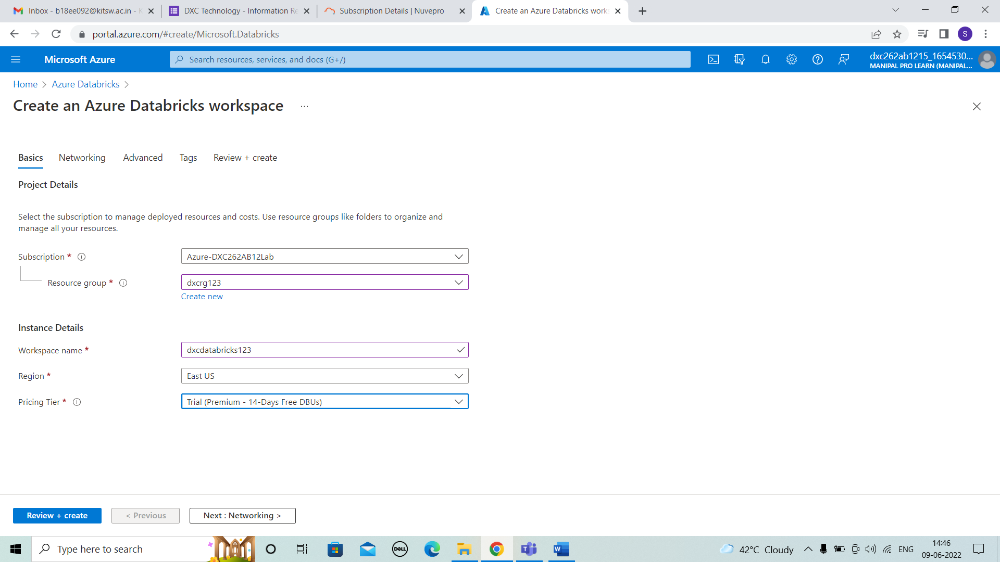 Inbox - b18ee092@kitsw.ac.in -
DXC Technology - Information
Subscription Details | Nuvepro
Create an Azure Databricks
portal.azure.com/#create/Microsoft.Databricks
S
Microsoft Azure
Search resources, services, and docs (G+/)
dxc262ab1215_1654530...
MANIPAL PRO LEARN (MANIPAL...
Home > Azure Databricks >
Create an Azure Databricks workspace ...
Basics Networking Advanced Tags Review + create
Project Details
Select the subscription to manage deployed resources and costs. Use resource groups like folders to organize and
manage all your resources.
Subscription *
Azure-DXC262AB12Lab
Resource group *
dxcrg123
Create new
Instance Details
Workspace name *
dxcdatabricks123
Region *
East US
Pricing Tier *
Trial (Premium - 14-Days Free DBUs)
Review + create
< Previous
Next : Networking >
Type here to search
DELL
42°C Cloudy
ENG
14:46
09-06-2022